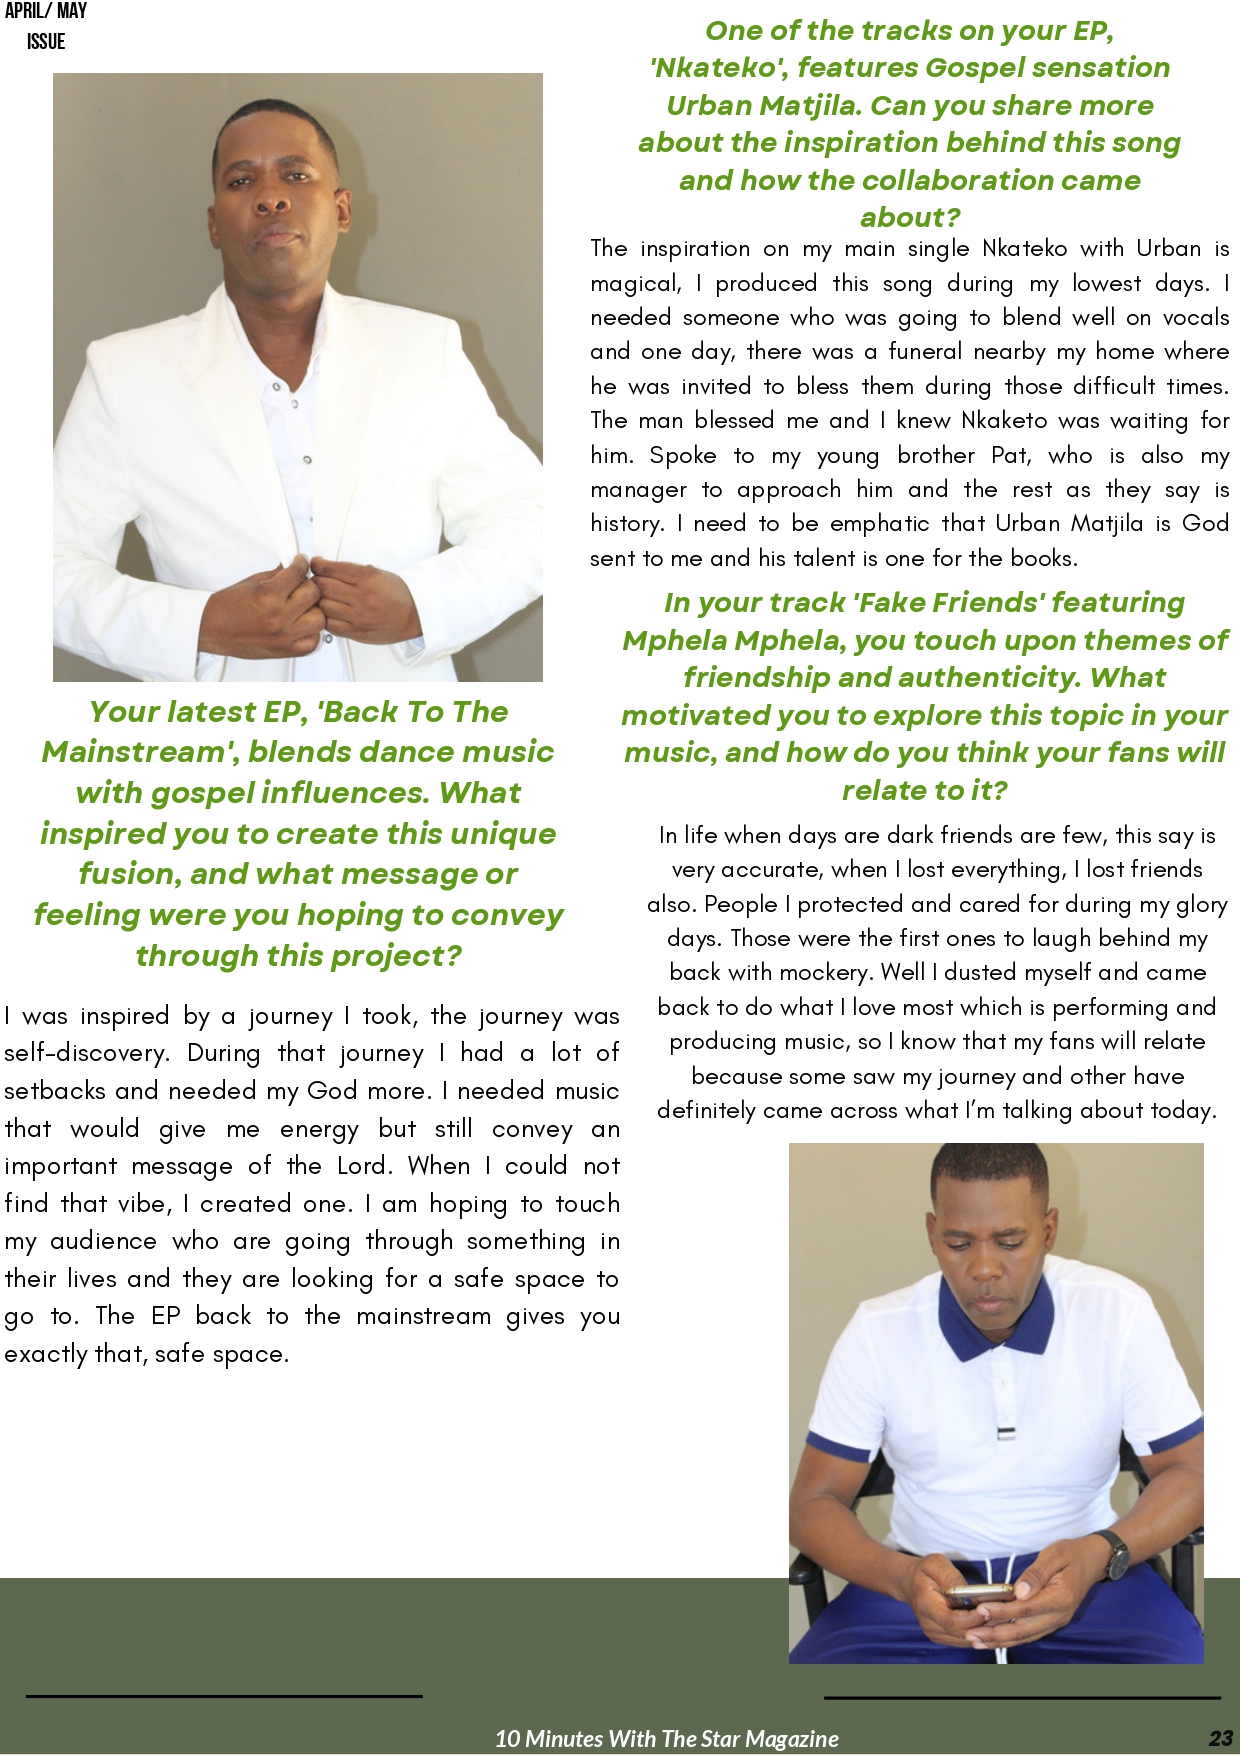 APRIL/ MAY
ISSUE
Your latest EP, 'Back To The
Mainstream', blends dance music
with gospel influences. What
inspired you to create this unique
fusion, and what message or
feeling were you hoping to convey
through this project?
I was inspired by a journey I took, the journey was
self-discovery. During that journey I had a lot of
setbacks and needed my God more. I needed music
that would give me energy but still convey an
important message of the Lord. When I could not
find that vibe, I created one. I am hoping to touch
my audience who are going through something in
their lives and they are looking for a safe space to
go to. The EP back to the mainstream gives you
exactly that, safe space.
One of the tracks on your EP,
'Nkateko', features Gospel sensation
Urban Matjila. Can you share more
about the inspiration behind this song
and how the collaboration came
about?
The inspiration on my main single Nkateko with Urban is
magical, I produced this song during my lowest days. I
needed someone who was going to blend well on vocals
and one day, there was a funeral nearby my home where
he was invited to bless them during those difficult times.
The man blessed me and I knew Nkaketo was waiting for
him. Spoke to my young brother Pat, who is also my
manager to approach him and the rest as they say is
history. I need to be emphatic that Urban Matjila is God
sent to me and his talent is one for the books.
In your track 'Fake Friends' featuring
Mphela Mphela, you touch upon themes of
friendship and authenticity. What
motivated you to explore this topic in your
music, and how do you think your fans will
relate to it?
In life when days are dark friends are few, this say is
very accurate, when I lost everything, I lost friends
also. People I protected and cared for during my glory
days. Those were the first ones to laugh behind my
back with mockery. Well I dusted myself and came
back to do what I love most which is performing and
producing music, so I know that my fans will relate
because some saw my journey and other have
definitely came across what I’m talking about today.
10 Minutes With The Star Magazine
23